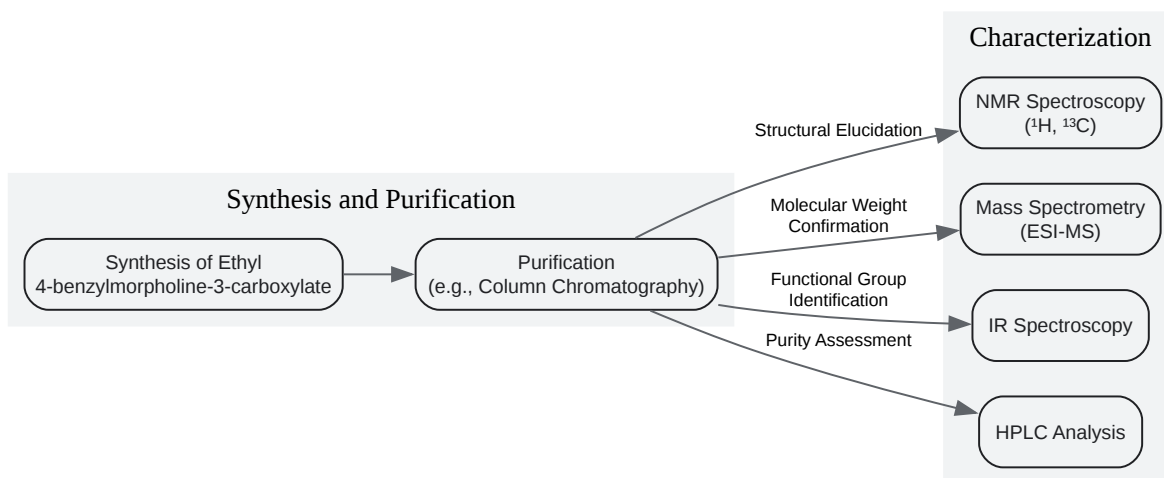 Synthesis and Purification
Synthesis of Ethyl
4-benzylmorpholine-3-carboxylate
Purification
(e.g., Column Chromatography)
Structural Elucidation
Molecular Weight
Confirmation
Functional Group
Identification
Purity Assessment
Characterization
NMR Spectroscopy
(¹H, ¹³C)
Mass Spectrometry
(ESI-MS)
IR Spectroscopy
HPLC Analysis